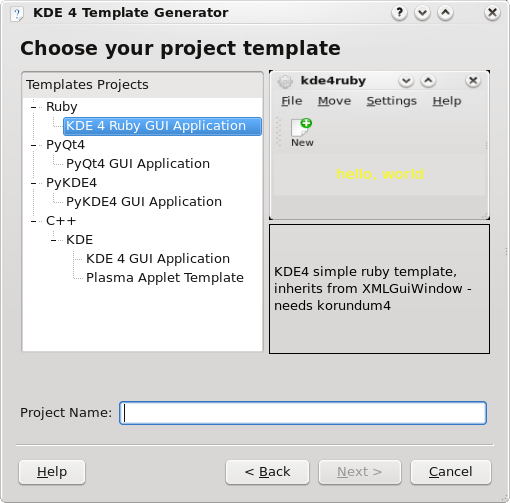 KDE 4 Template Generator
Choose your project template
Templates Projects
Ruby
KDE 4 Ruby GUI Application
PyQt4
PyQt4 GUI Application
PyKDE4
PyKDE4 GUI Application
C++
KDE
KDE 4 GUI Application
Plasma Applet Template
kde4ruby
File Move Settings Help
New
hello, world
KDE4 simple ruby template,
inherits from XMLGuiWindow -
needs korundum4
Project Name:
Help < Back Next > Cancel